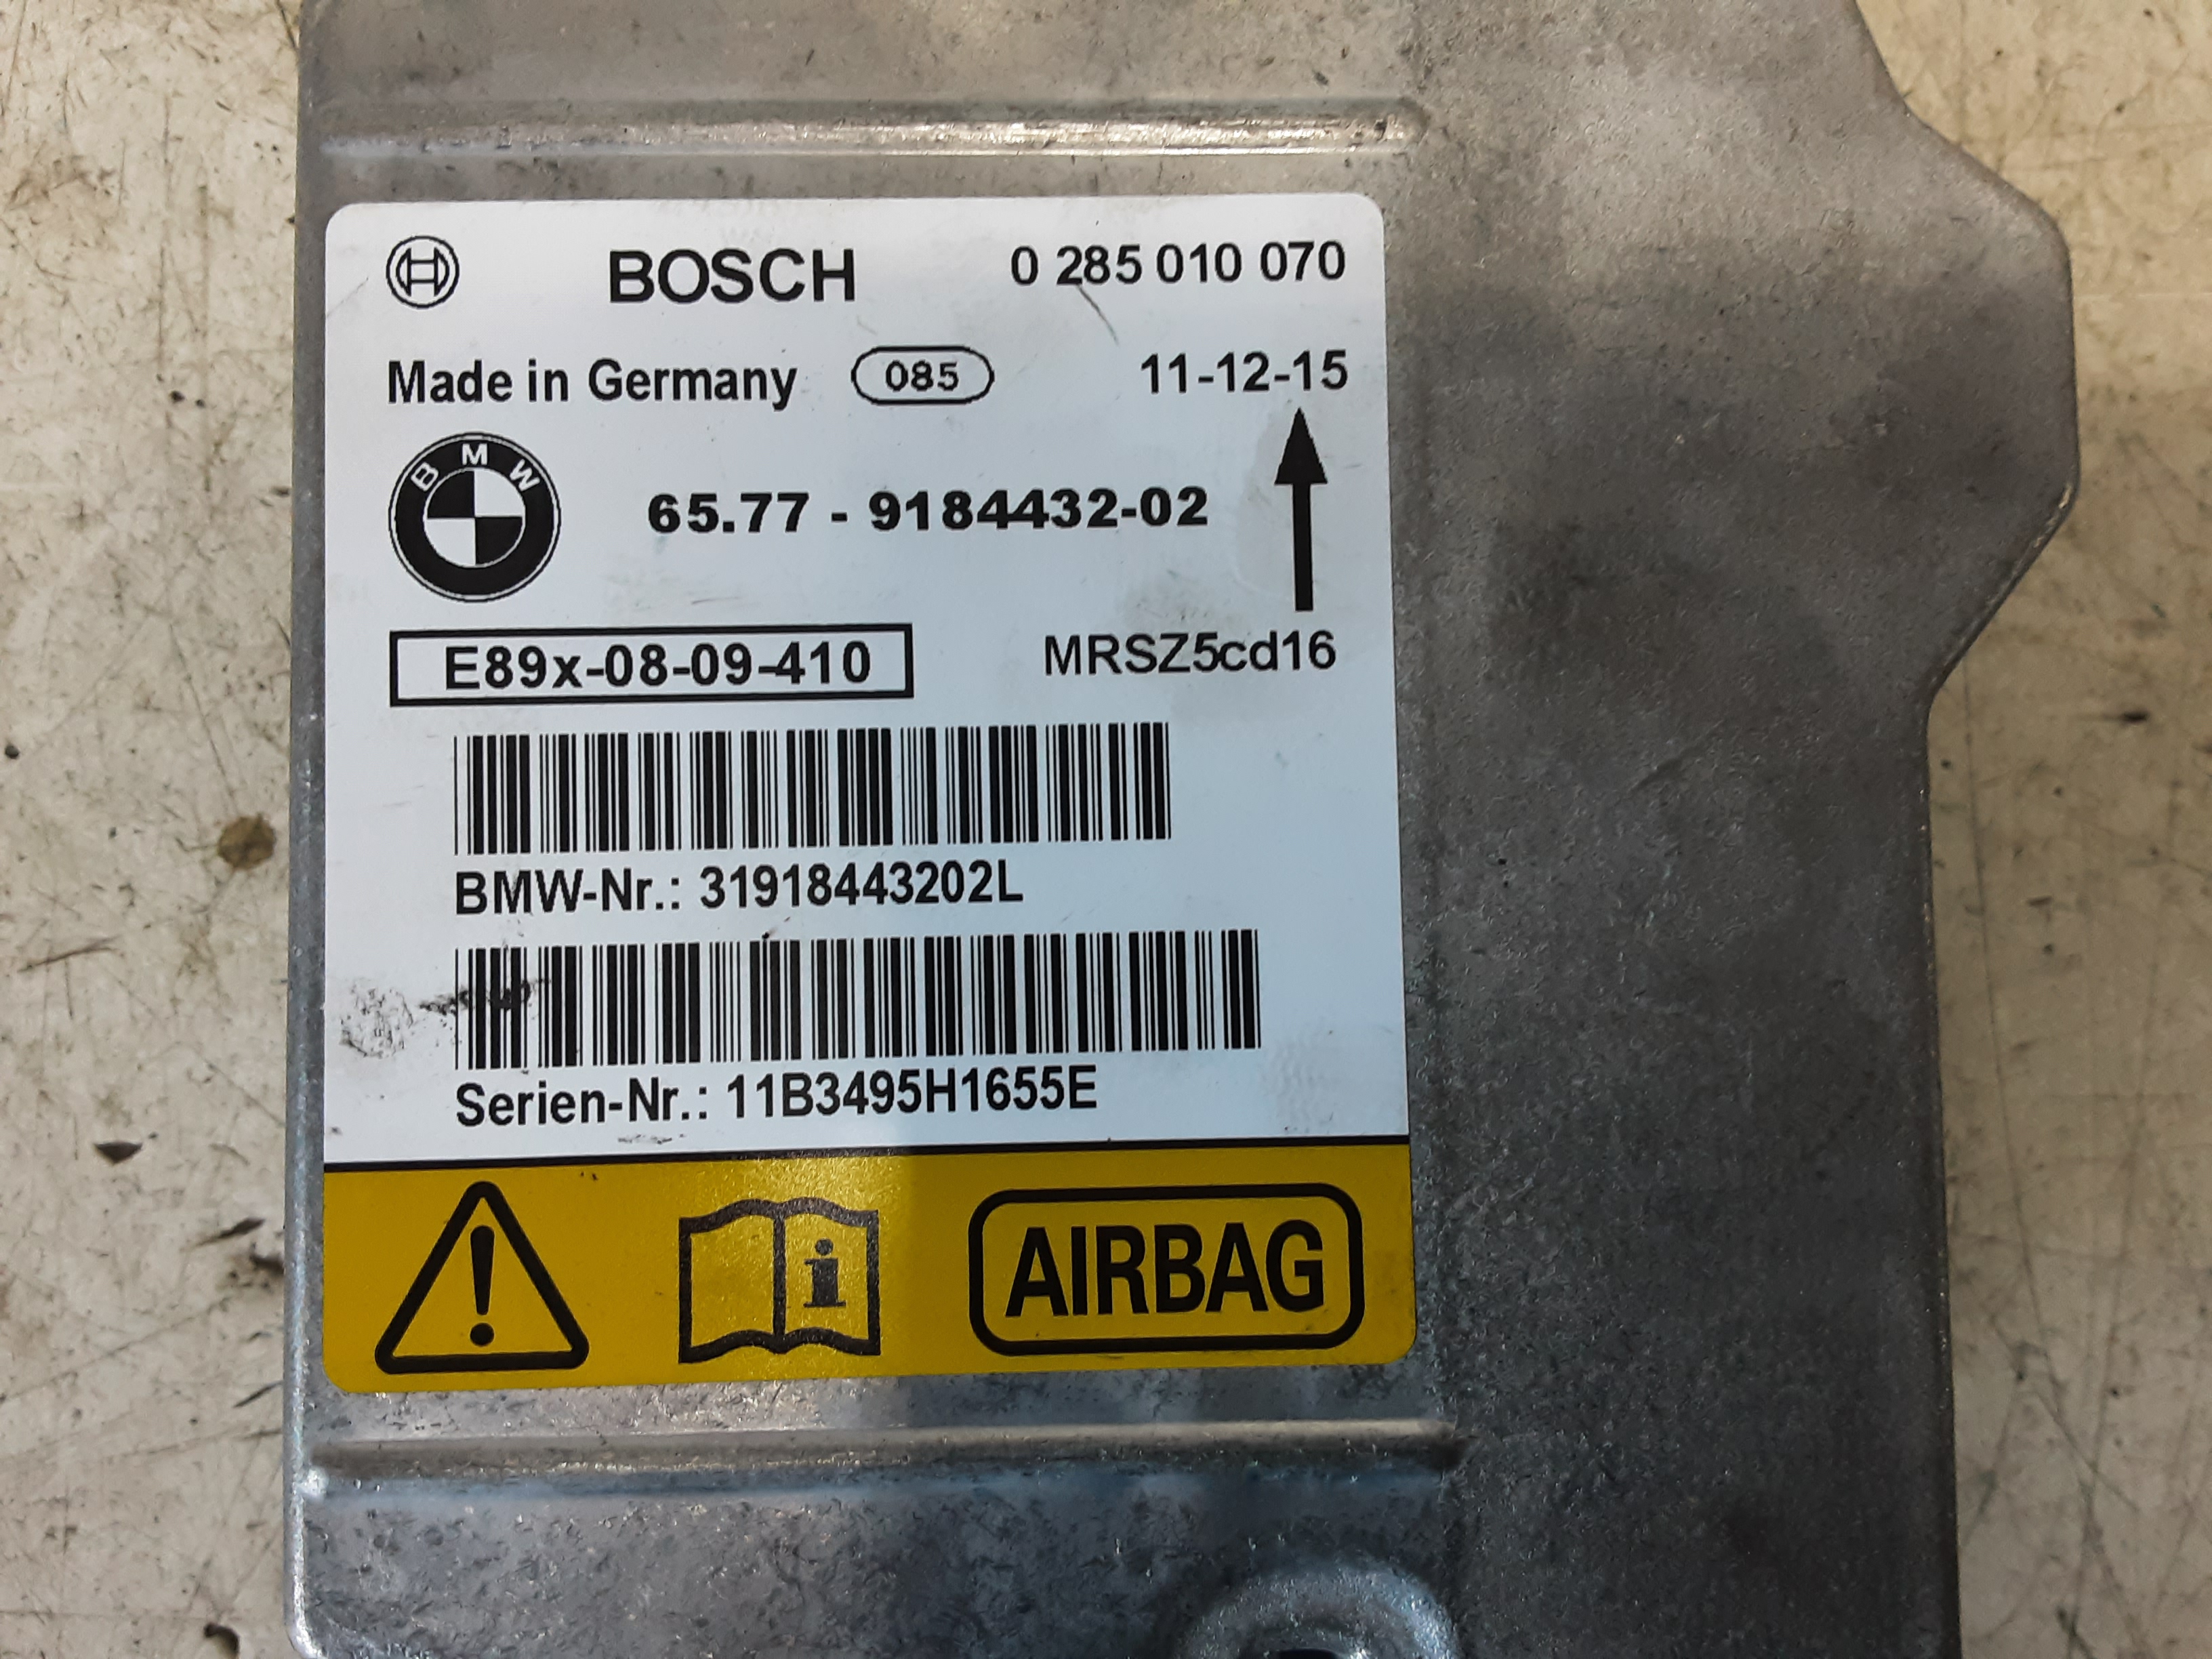 BOSCH 0 285 010 070
Made in Germany 085 11-12-15
BMW 65.77 - 9184432-02
E89x-08-09-410 MRSZ5cd16
BMW-Nr.: 31918443202L
Serien-Nr.: 11B3495H1655E
! i AIRBAG